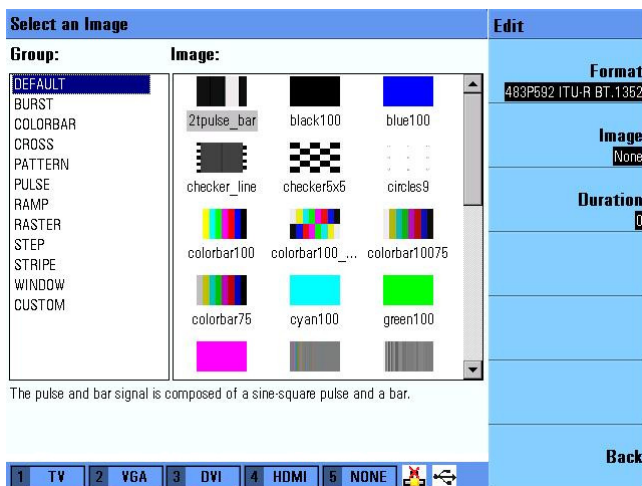 Select an Image
Edit
Group:
Image:
DEFAULT
BURST
COLORBAR
CROSS
PATTERN
PULSE
RAMP
RASTER
STEP
STRIPE
WINDOW
CUSTOM
2tpulse_bar
black100
blue100
checker_line
checker5x5
circles9
colorbar100
colorbar100_...
colorbar10075
colorbar75
cyan100
green100
The pulse and bar signal is composed of a sine-square pulse and a bar.
Format
483P592 ITU-R BT.1352
Image
None
Duration
0
Back
1 TV
2 VGA
3 DVI
4 HDMI
5 NONE